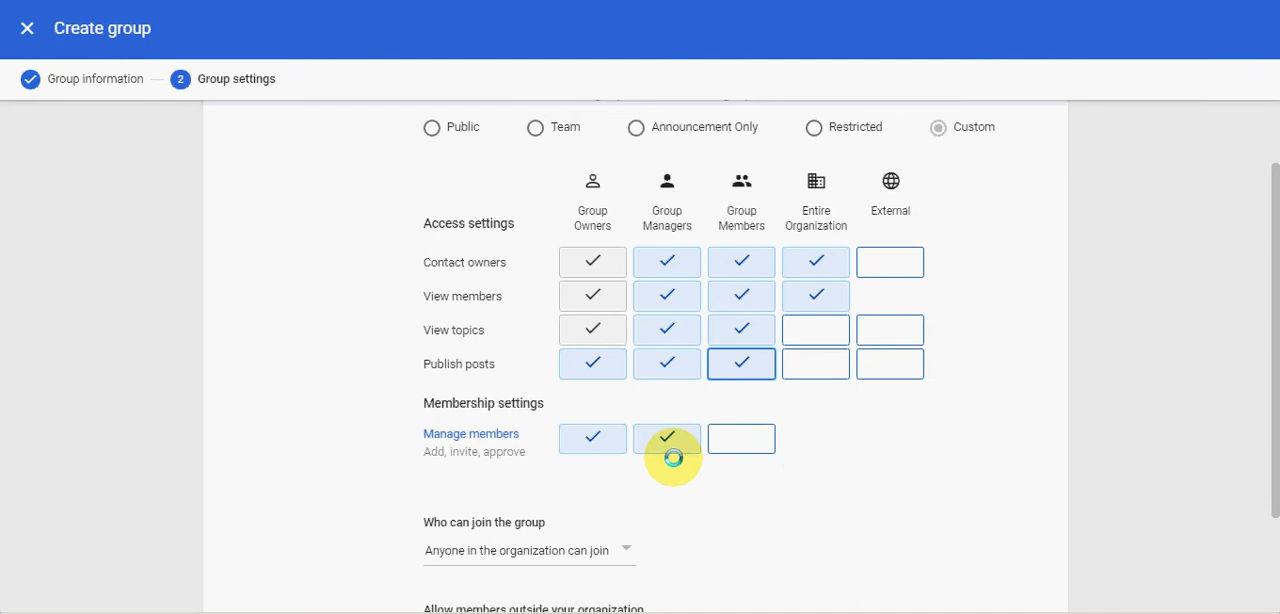 Create group
Group information
2 Group settings
Public
Team
Announcement Only
Restricted
Custom
Group Owners
Group Managers
Group Members
Entire Organization
External
Access settings
Contact owners
View members
View topics
Publish posts
Membership settings
Manage members
Add, invite, approve
Who can join the group
Anyone in the organization can join
Allow members outside your organization